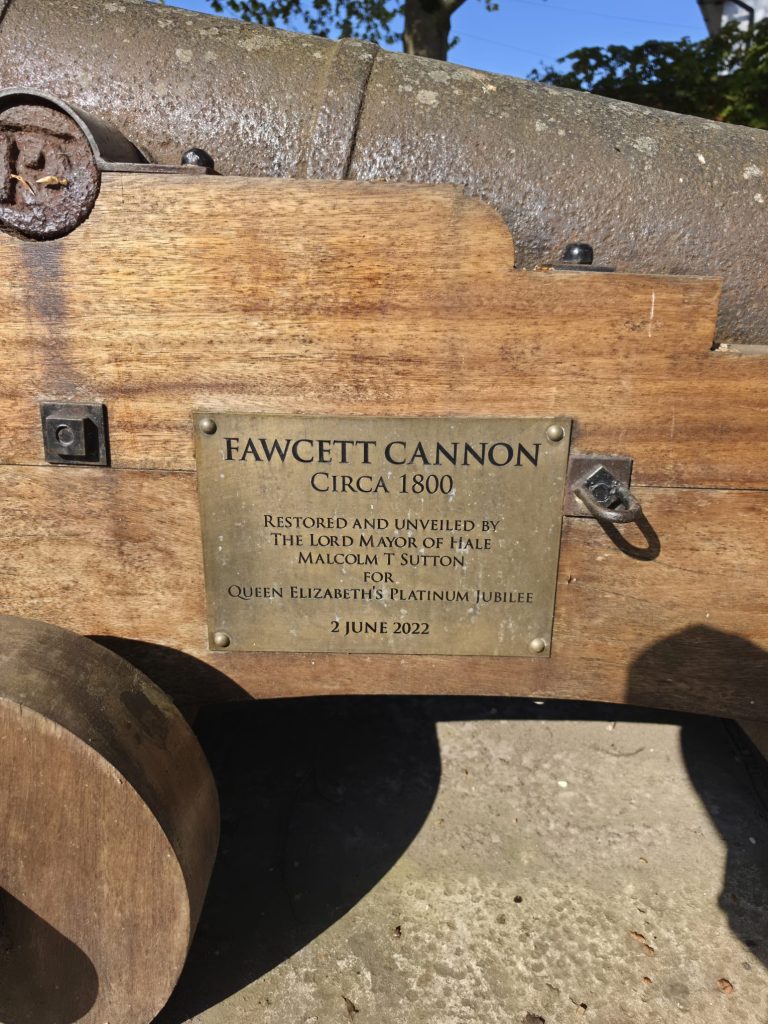 F
FAWCETT CANNON
CIRCA 1800
RESTORED AND UNVEILED BY
THE LORD MAYOR OF HALE
MALCOLM T SUTTON
FOR
QUEEN ELIZABETH'S PLATINUM JUBILEE
2 JUNE 2022